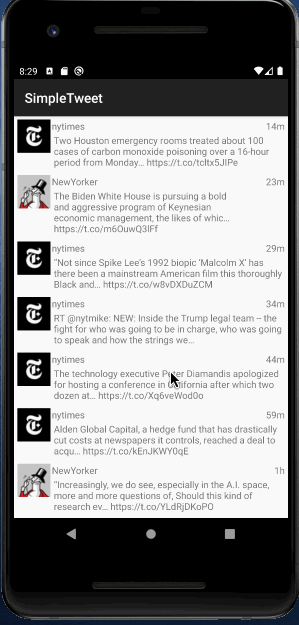 8:29
SimpleTweet
nytimes 14m
Two Houston emergency rooms treated about 100
cases of carbon monoxide poisoning over a 16-hour
period from Monday... https://t.co/tcltx5JIPe
NewYorker 23m
The Biden White House is pursuing a bold
and aggressive program of Keynesian
economic management, the likes of whic...
https://t.co/m6OuwQ3lFf
nytimes 29m
"Not since Spike Lee's 1992 biopic 'Malcolm X' has
there been a mainstream American film this thoroughly
Black and... https://t.co/w8vDXDuZCM
nytimes 34m
RT @nytmike: NEW: Inside the Trump legal team – the
fight for who was going to be in charge, who was going
to speak and how the strings we...
nytimes 44m
The technology executive Peter Diamandis apologized
for hosting a conference in California after which two
dozen at... https://t.co/Xq6veWod0o
nytimes 59m
Alden Global Capital, a hedge fund that has drastically
cut costs at newspapers it controls, reached a deal to
acqu... https://t.co/kEnJKWY0qE
NewYorker 1h
"Increasingly, we do see, especially in the A.I. space,
more and more questions of, Should this kind of
research ev... https://t.co/YLdRjDKoPO